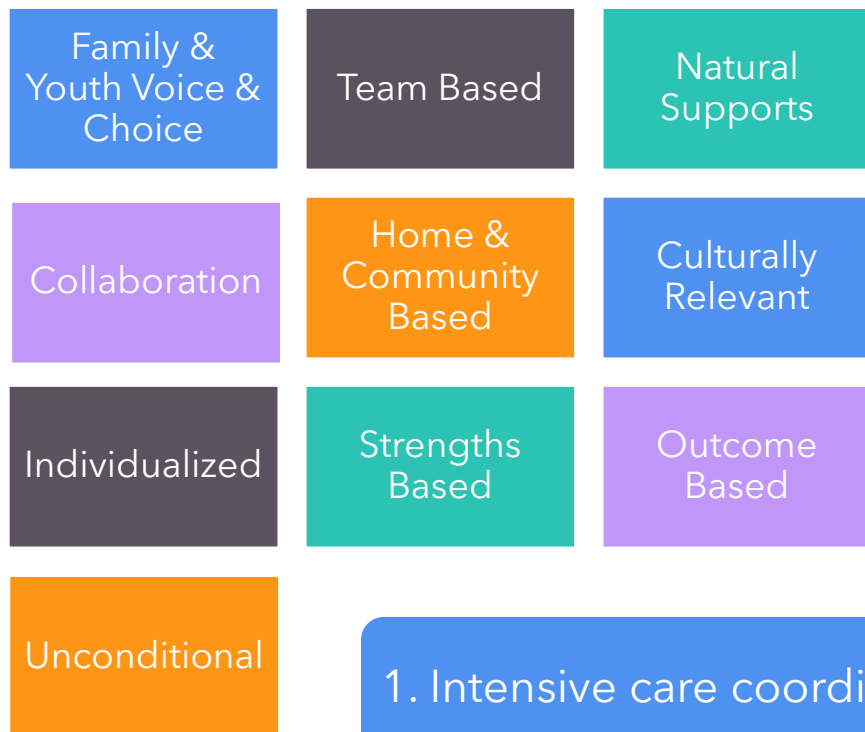 Family &
Youth Voice &
Choice
Team Based
Natural
Supports
Collaboration
Home &
Community
Based
Culturally
Relevant
Individualized
Strengths
Based
Outcome
Based
Unconditional
1. Intensive care coordi